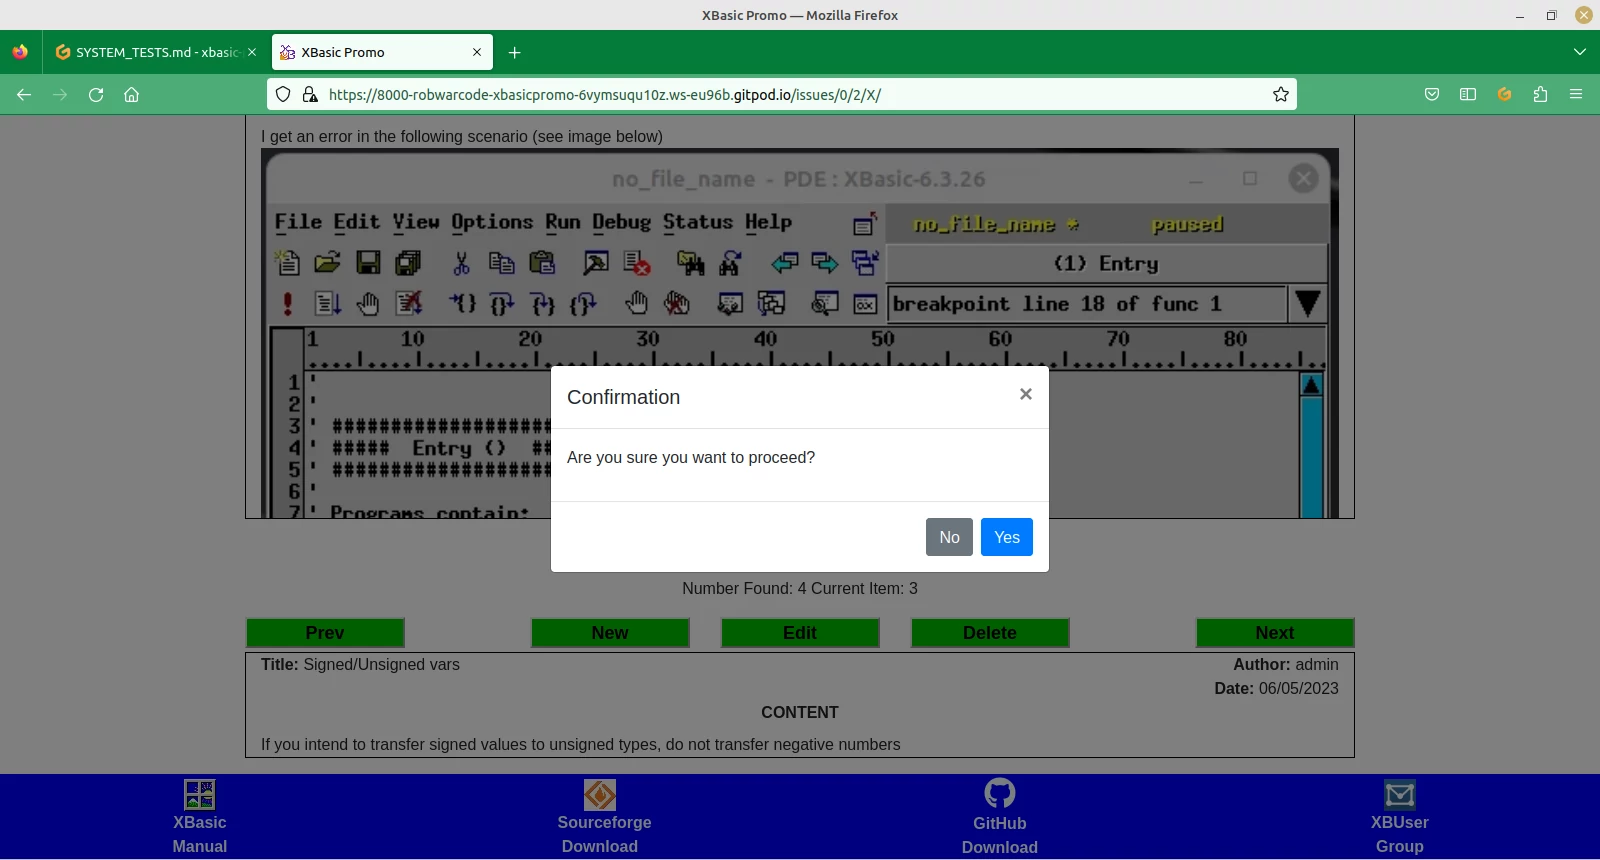 XBasic Promo — Mozilla Firefox
SYSTEM_TESTS.md - xbasic-
XBasic Promo
https://8000-robwarcode-xbasicpromo-6vymsuqu10z.ws-eu96b.gitpod.io/issues/0/2/X/
I get an error in the following scenario (see image below)
no_file_name - PDE : XBasic-6.3.26
File Edit View Options Run Debug Status Help
no_file_name * paused
(1) Entry
breakpoint line 18 of func 1
1 10 20 30 40 50 60 70 80
1 '
2 '
3 ' ######################
4 ' ##### Entry () ##
5 ' ######################
6 '
7 ' Programs contain:
Confirmation
×
Are you sure you want to proceed?
No Yes
Number Found: 4 Current Item: 3
Prev New Edit Delete Next
Title: Signed/Unsigned vars Author: admin
Date: 06/05/2023
CONTENT
If you intend to transfer signed values to unsigned types, do not transfer negative numbers
XBasic Manual
Sourceforge Download
GitHub Download
XBUser Group